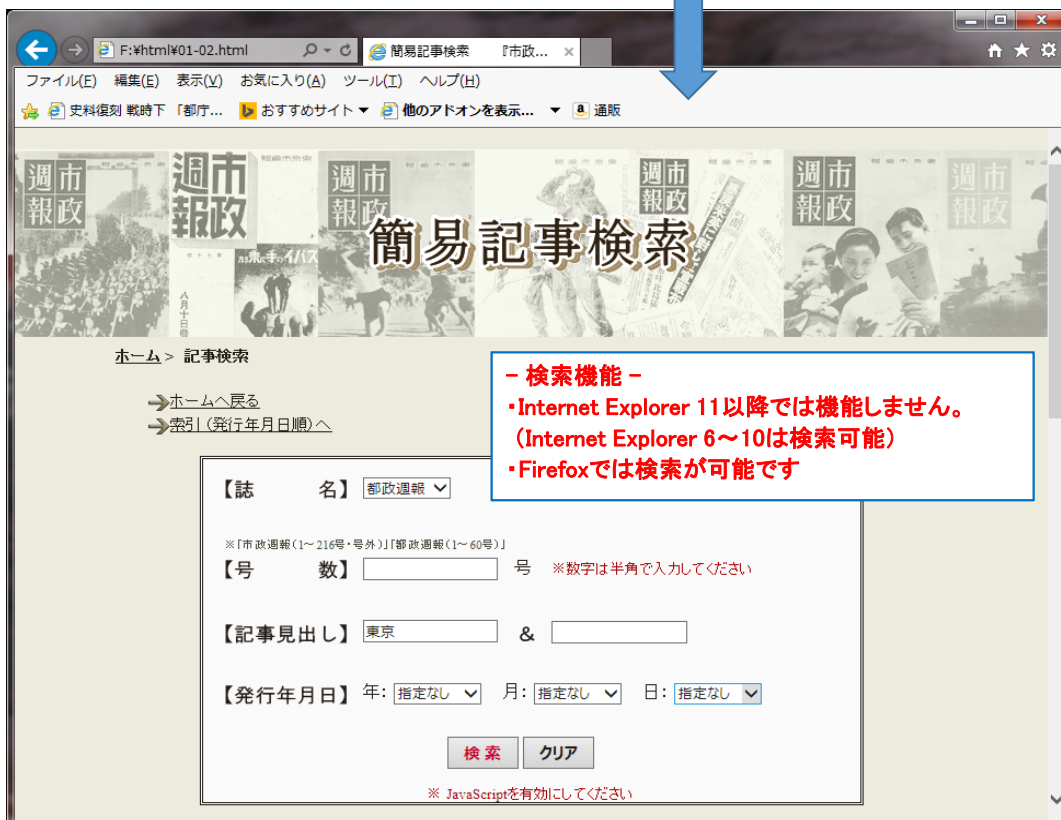 F:¥html¥01-02.html
簡易記事検索 『市政...
ファイル(F) 編集(E) 表示(V) お気に入り(A) ツール(T) ヘルプ(H)
史料復刻 戦時下「都庁... おすすめサイト ▼ 他のアドオンを表示... ▼ 通販
週報 市政
週報 市政
週報 市政
週報 市政
週報 市政
週報 市政
八月十日
簡易記事検索
ホーム > 記事検索
ホームへ戻る
索引(発行年月日順)へ
- 検索機能 -
・Internet Explorer 11以降では機能しません。
(Internet Explorer 6～10は検索可能)
・Firefoxでは検索が可能です
【誌 名】 都政週報
※「市政週報(1～216号・号外)」「都政週報(1～60号)」
【号 数】 号 ※数字は半角で入力してください
【記事見出し】 東京 &
【発行年月日】 年: 指定なし 月: 指定なし 日: 指定なし
検索 クリア
※ JavaScriptを有効にしてください